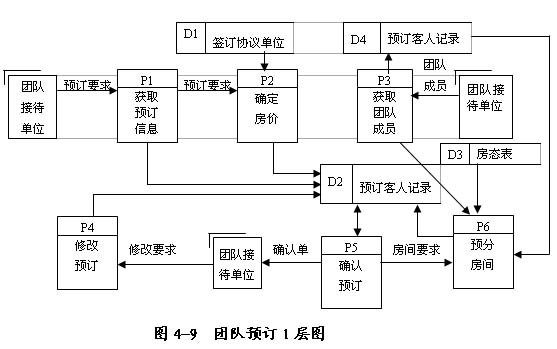 D1 签订协议单位
D4 预订客人记录
团队
接待
单位
预订要求
P1
获取
预订
信息
预订要求
P2
确定
房价
P3
获取
团队
成员
团队
成员
团队接
待单位
D3 房态表
D2 预订客人记录
P4
修改
预订
修改要求
团队接
待单位
确认单
P5
确认
预订
房间要求
P6
预分
房间
图 4-9 团队预订 1 层图